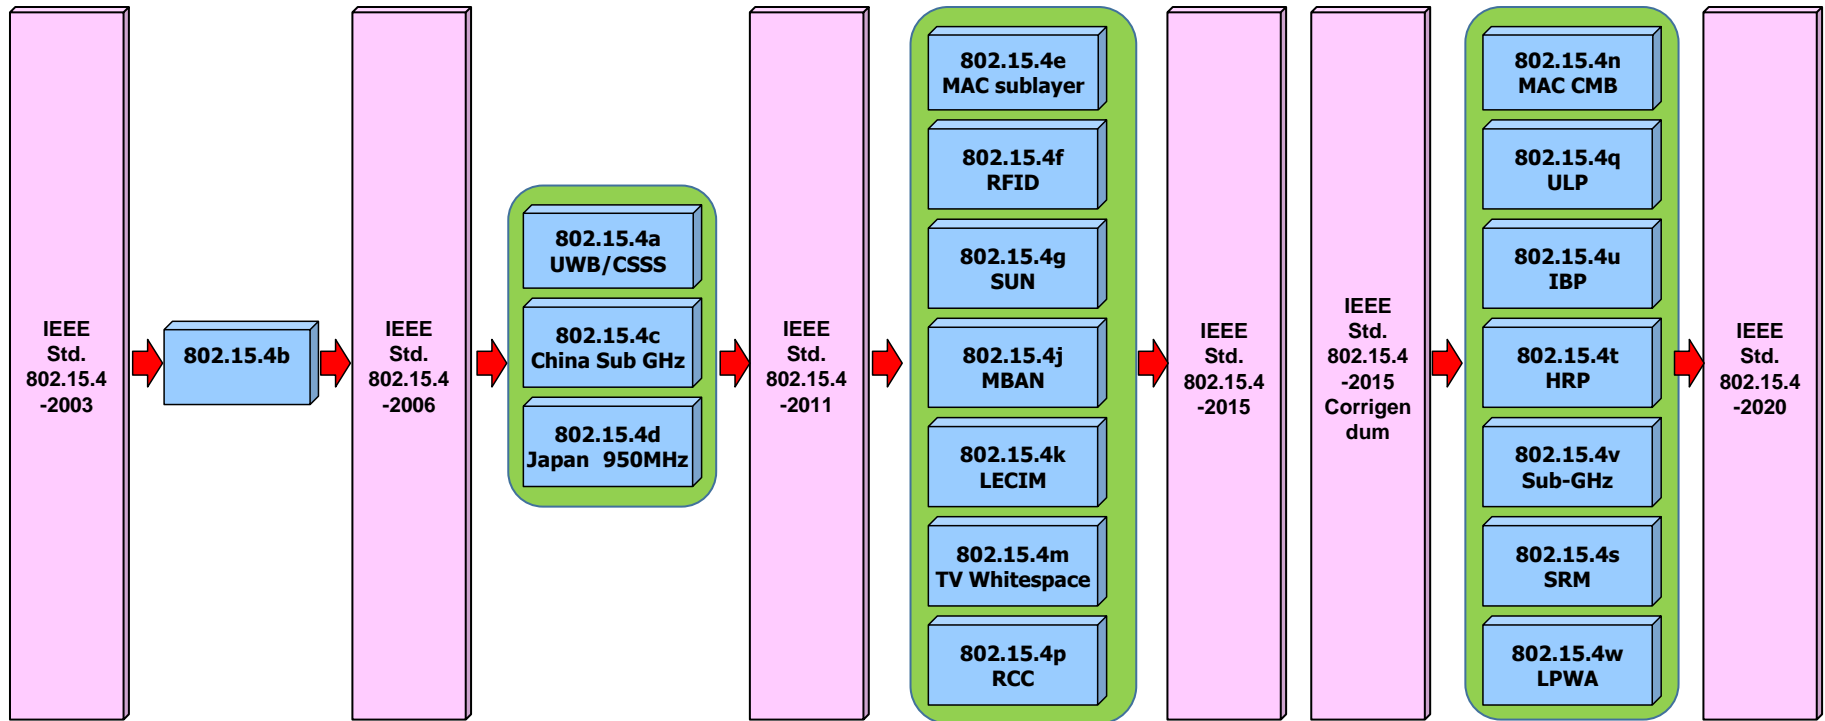 IEEE
Std.
802.15.4
-2003
802.15.4b
IEEE
Std.
802.15.4
-2006
802.15.4a
UWB/CSSS
802.15.4c
China Sub GHz
802.15.4d
Japan  950MHz
IEEE
Std.
802.15.4
-2011
802.15.4e
MAC sublayer
802.15.4f
RFID
802.15.4g
SUN
802.15.4j
MBAN
802.15.4k
LECIM
802.15.4m
TV Whitespace
802.15.4p
RCC
IEEE
Std.
802.15.4
-2015
IEEE
Std.
802.15.4
-2015
Corrigen
dum
802.15.4n
MAC CMB
802.15.4q
ULP
802.15.4u
IBP
802.15.4t
HRP
802.15.4v
Sub-GHz
802.15.4s
SRM
802.15.4w
LPWA
IEEE
Std.
802.15.4
-2020